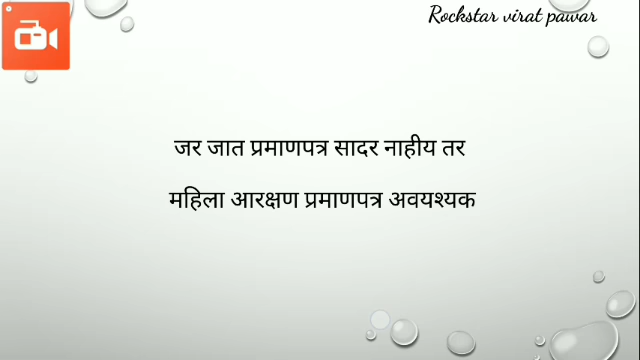 Rockstar virat pawar
जर जात प्रमाणपत्र सादर नाहीय तर
महिला आरक्षण प्रमाणपत्र अवयश्यक